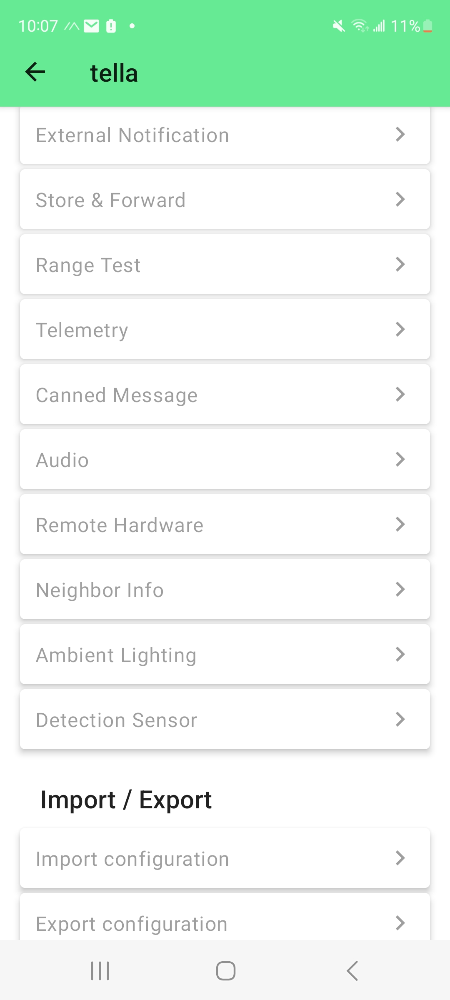 10:07 11%
tella
External Notification
Store & Forward
Range Test
Telemetry
Canned Message
Audio
Remote Hardware
Neighbor Info
Ambient Lighting
Detection Sensor
Import / Export
Import configuration
Export configuration